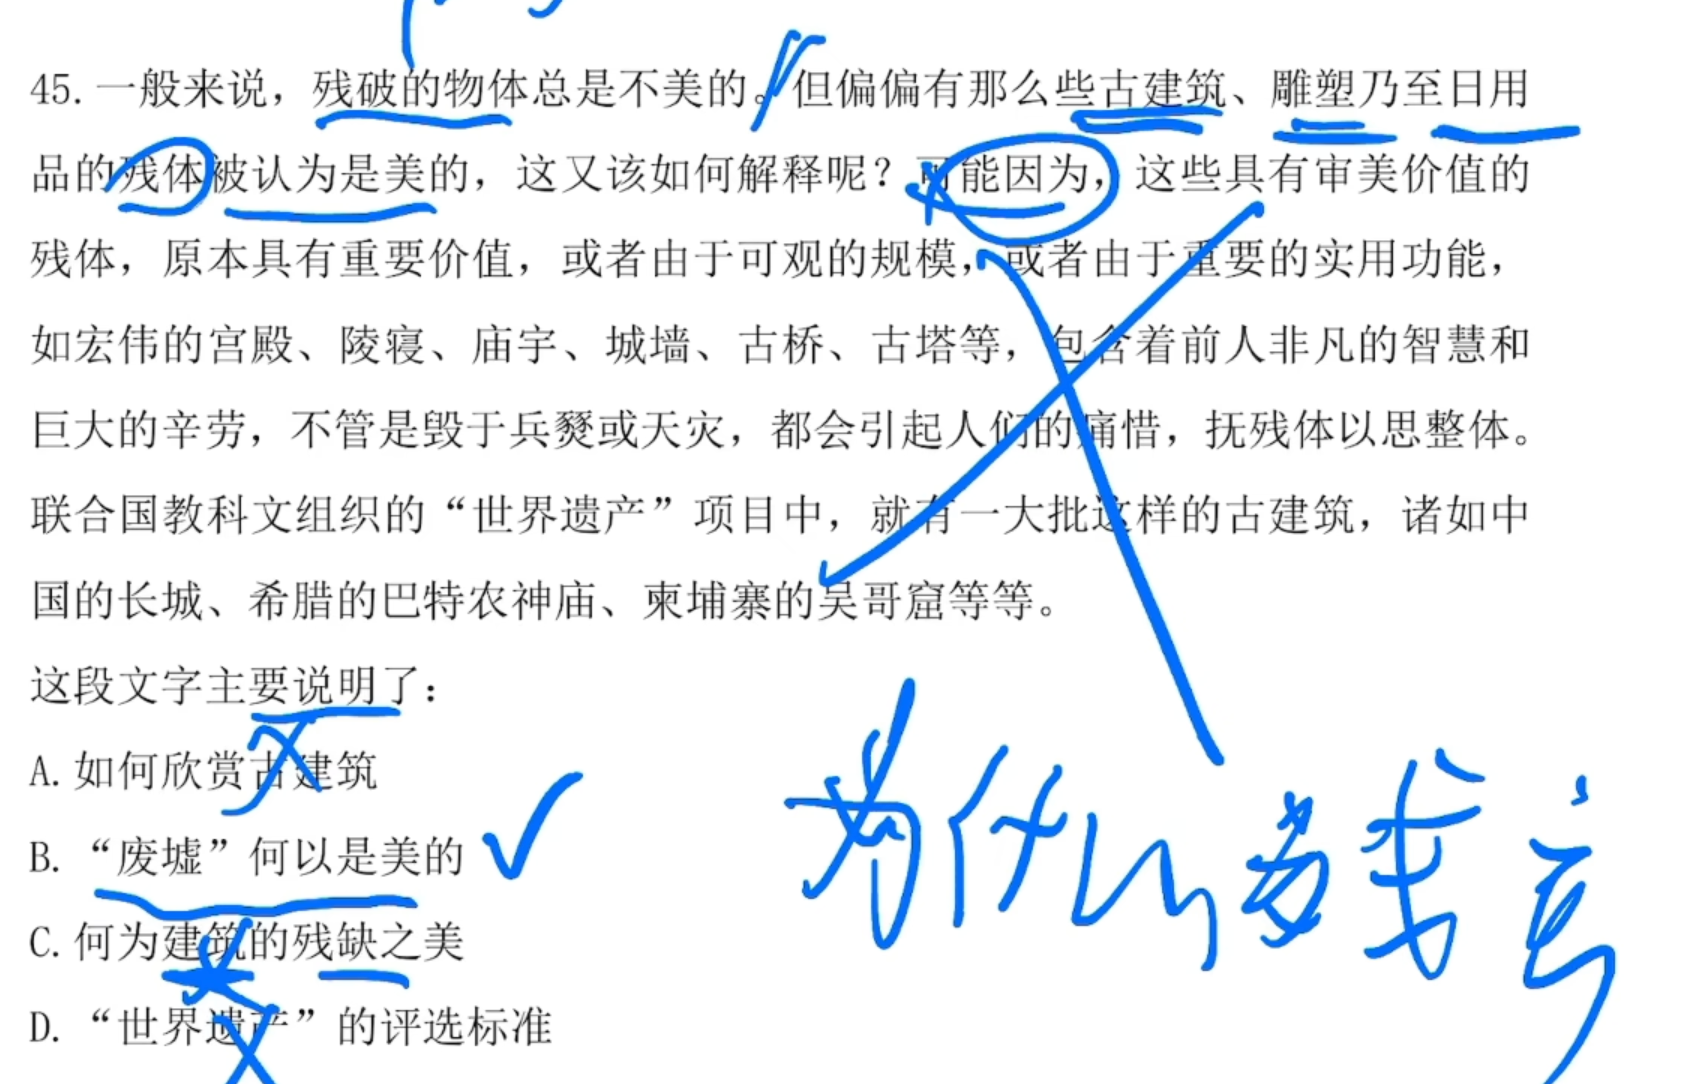 45. 一般来说，残破的物体总是不美的。但偏偏有那么些古建筑、雕塑乃至日用
品的残体被认为是美的，这又该如何解释呢？可能因为，这些具有审美价值的
残体，原本具有重要价值，或者由于可观的规模，或者由于重要的实用功能，
如宏伟的宫殿、陵寝、庙宇、城墙、古桥、古塔等，包含着前人非凡的智慧和
巨大的辛劳，不管是毁于兵燹或天灾，都会引起人们的痛惜，抚残体以思整体。
联合国教科文组织的“世界遗产”项目中，就有一大批这样的古建筑，诸如中
国的长城、希腊的巴特农神庙、柬埔寨的吴哥窟等等。
这段文字主要说明了：
A. 如何欣赏古建筑
B. “废墟”何以是美的
C. 何为建筑的残缺之美
D. “世界遗产”的评选标准
为什么